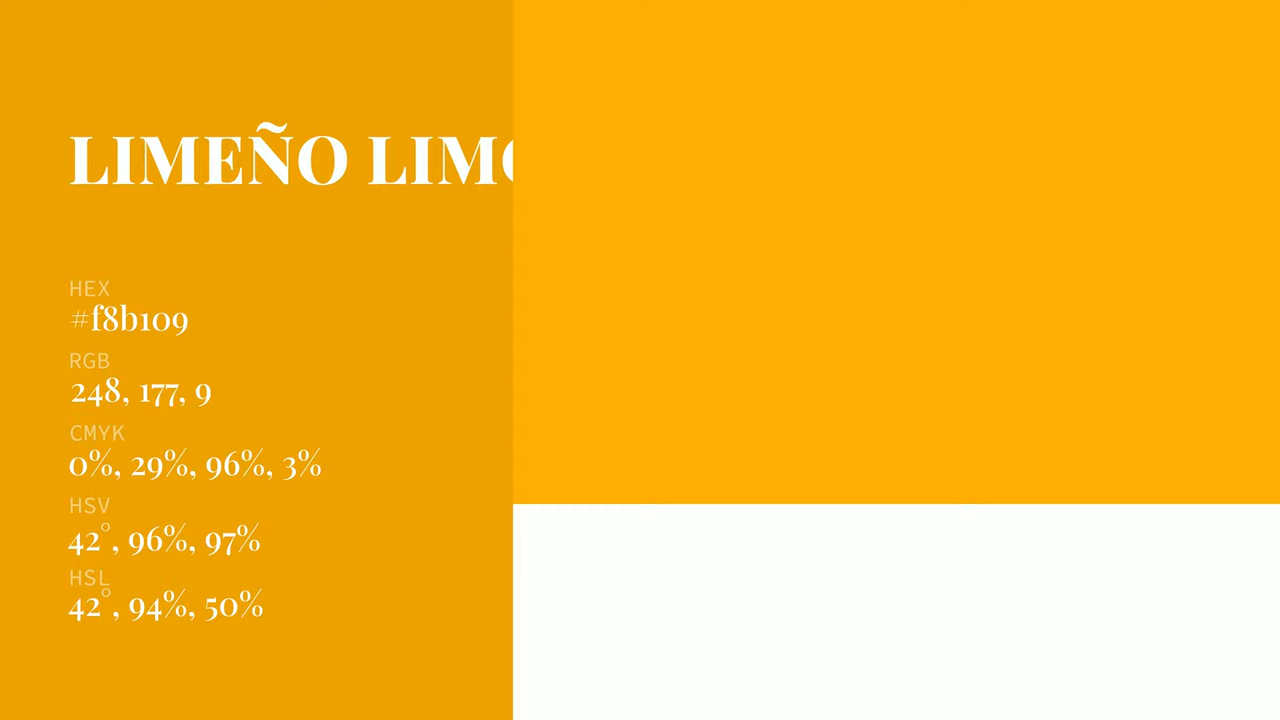 LIMEÑO
HEX
#f8b109
RGB
248, 177, 9
CMYK
0%, 29%, 96%, 3%
HSV
42°, 96%, 97%
HSL
42°, 94%, 50%